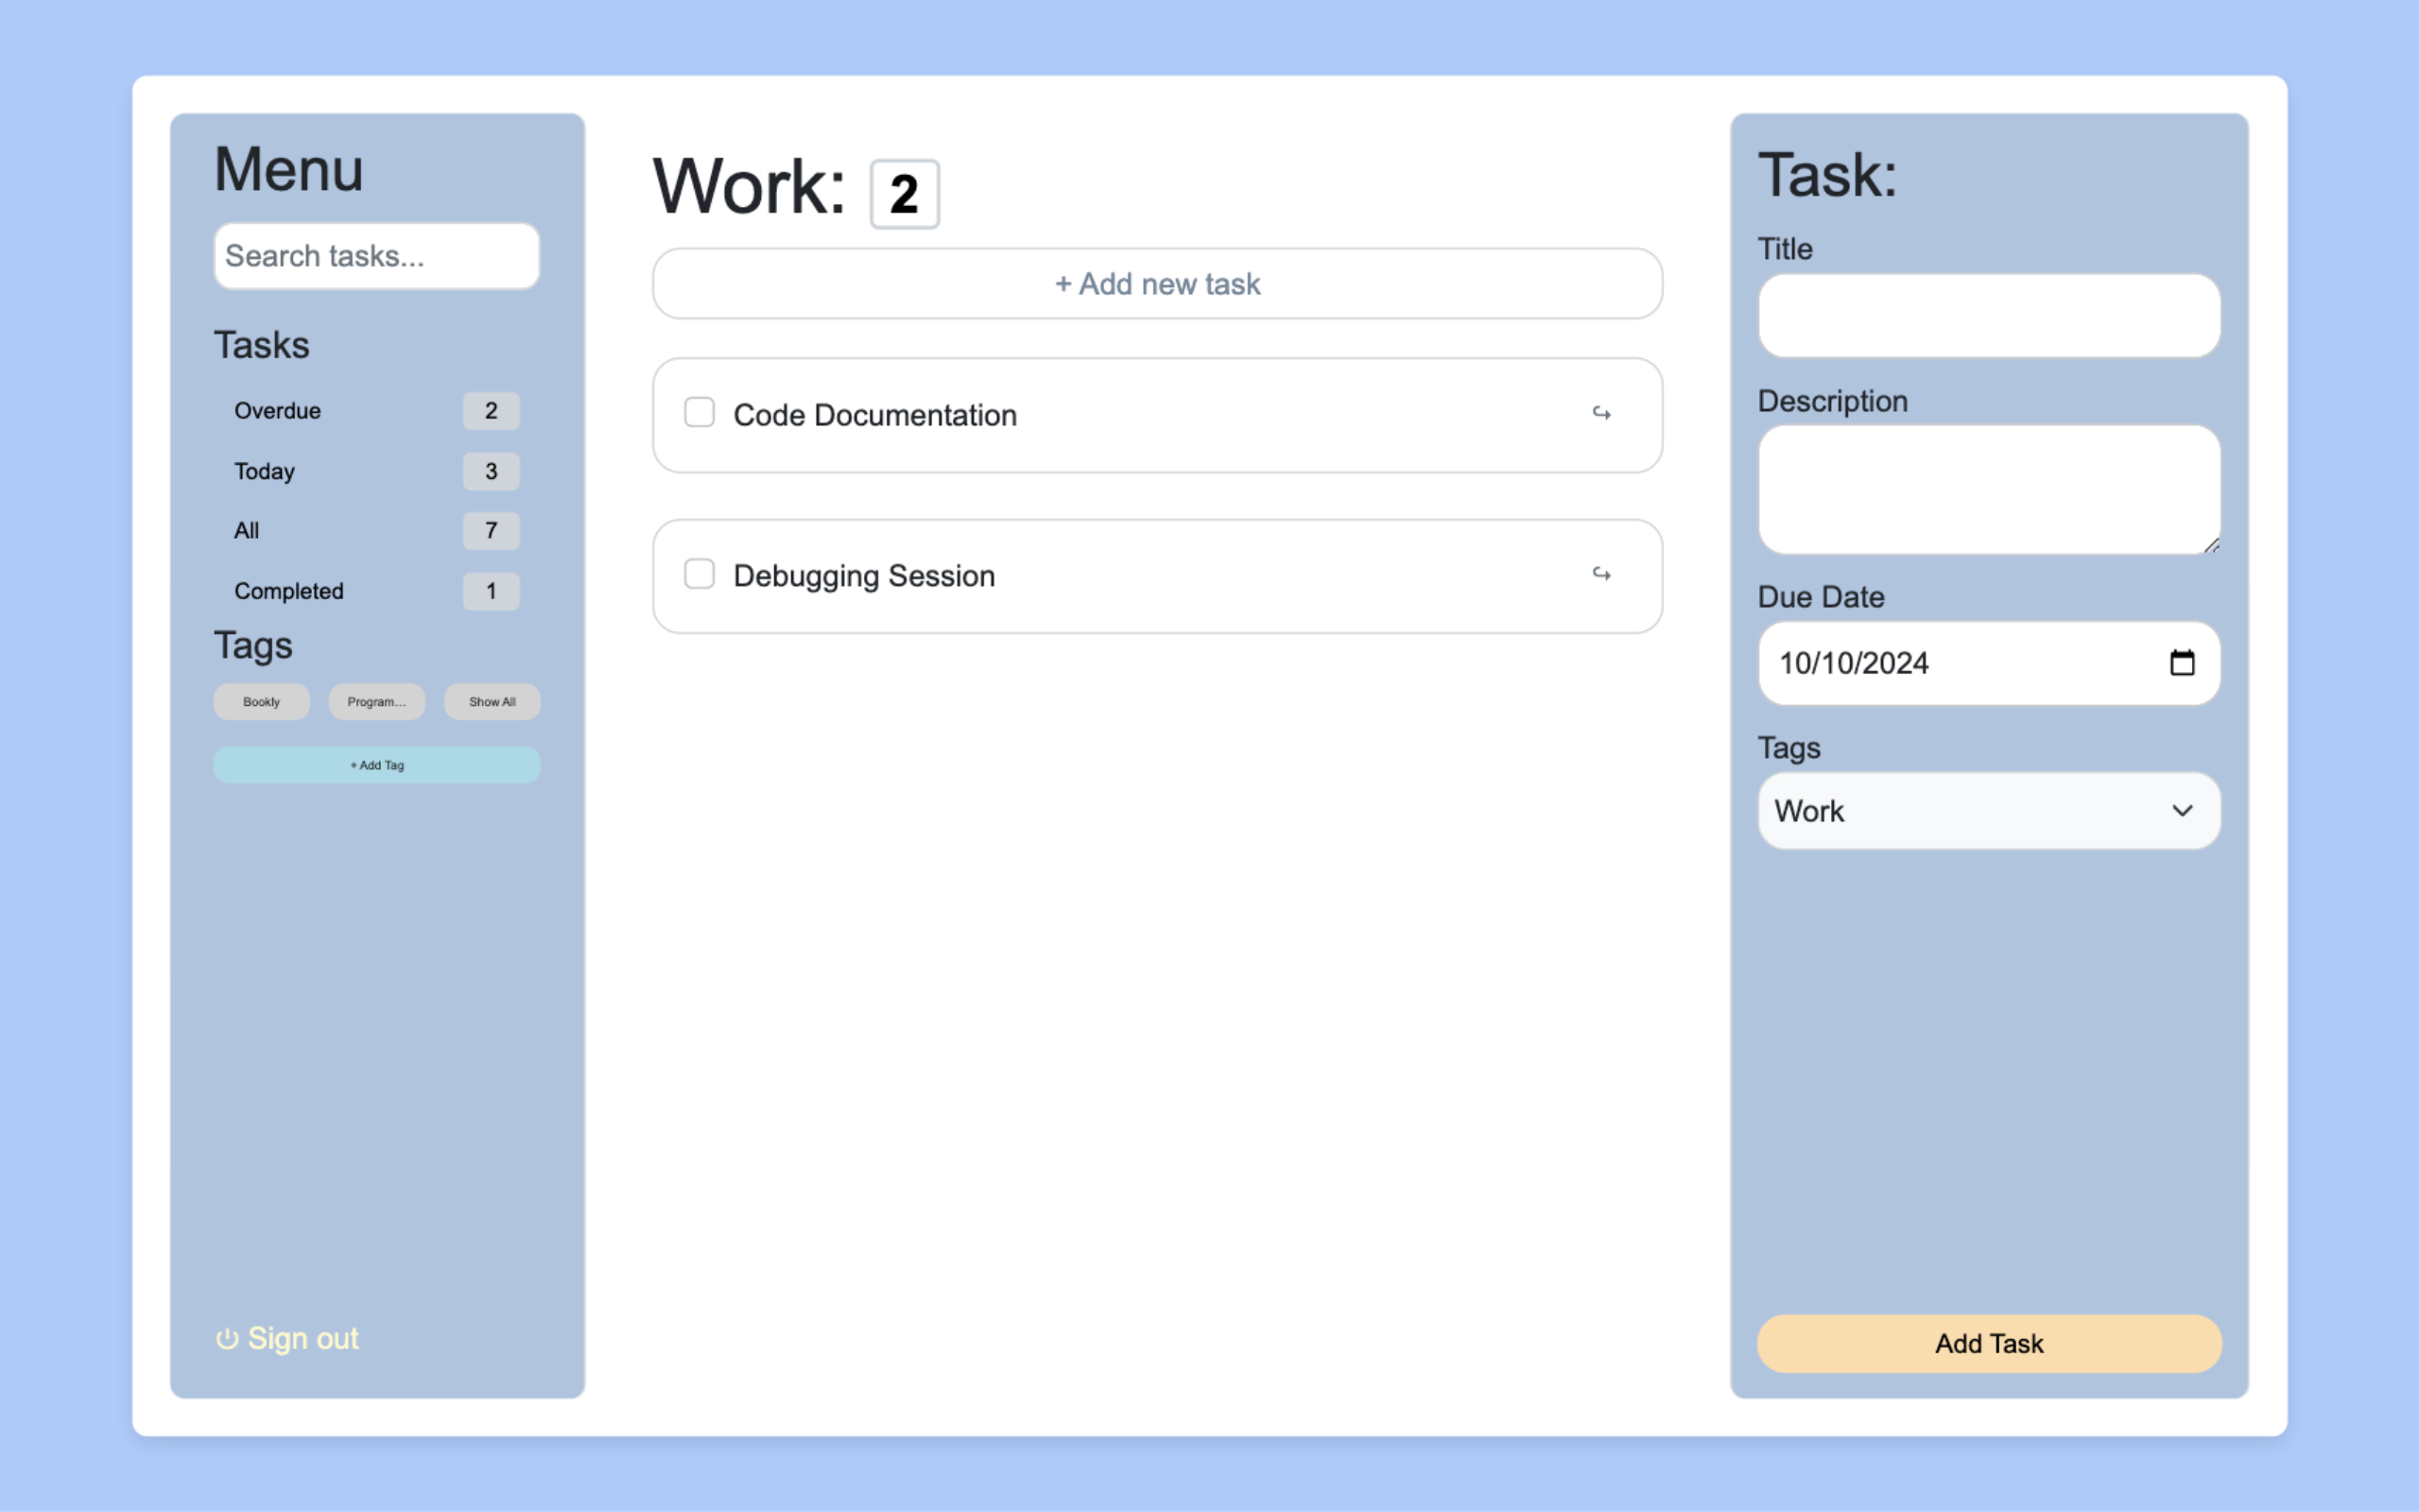 Menu
Search tasks...
Tasks
Overdue 2
Today 3
All 7
Completed 1
Tags
Bookly Program... Show All
+ Add Tag
Sign out
Work: 2
+ Add new task
Code Documentation
Debugging Session
Task:
Title
Description
Due Date
10/10/2024
Tags
Work
Add Task